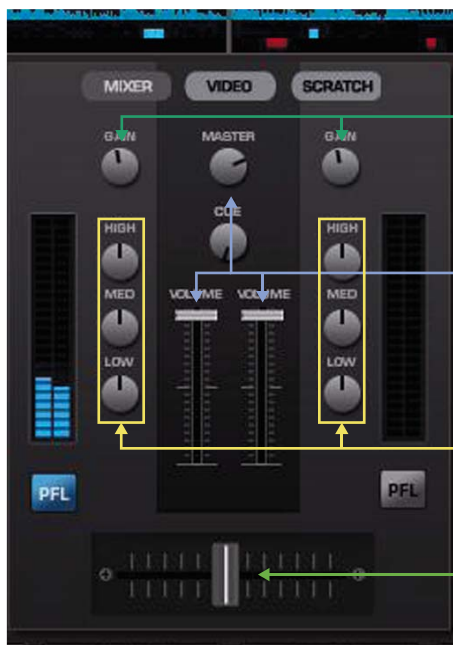 MIXER VIDEO SCRATCH
GAIN MASTER GAIN
CUE
HIGH HIGH
MED VOLUME VOLUME MED
LOW LOW
PFL PFL